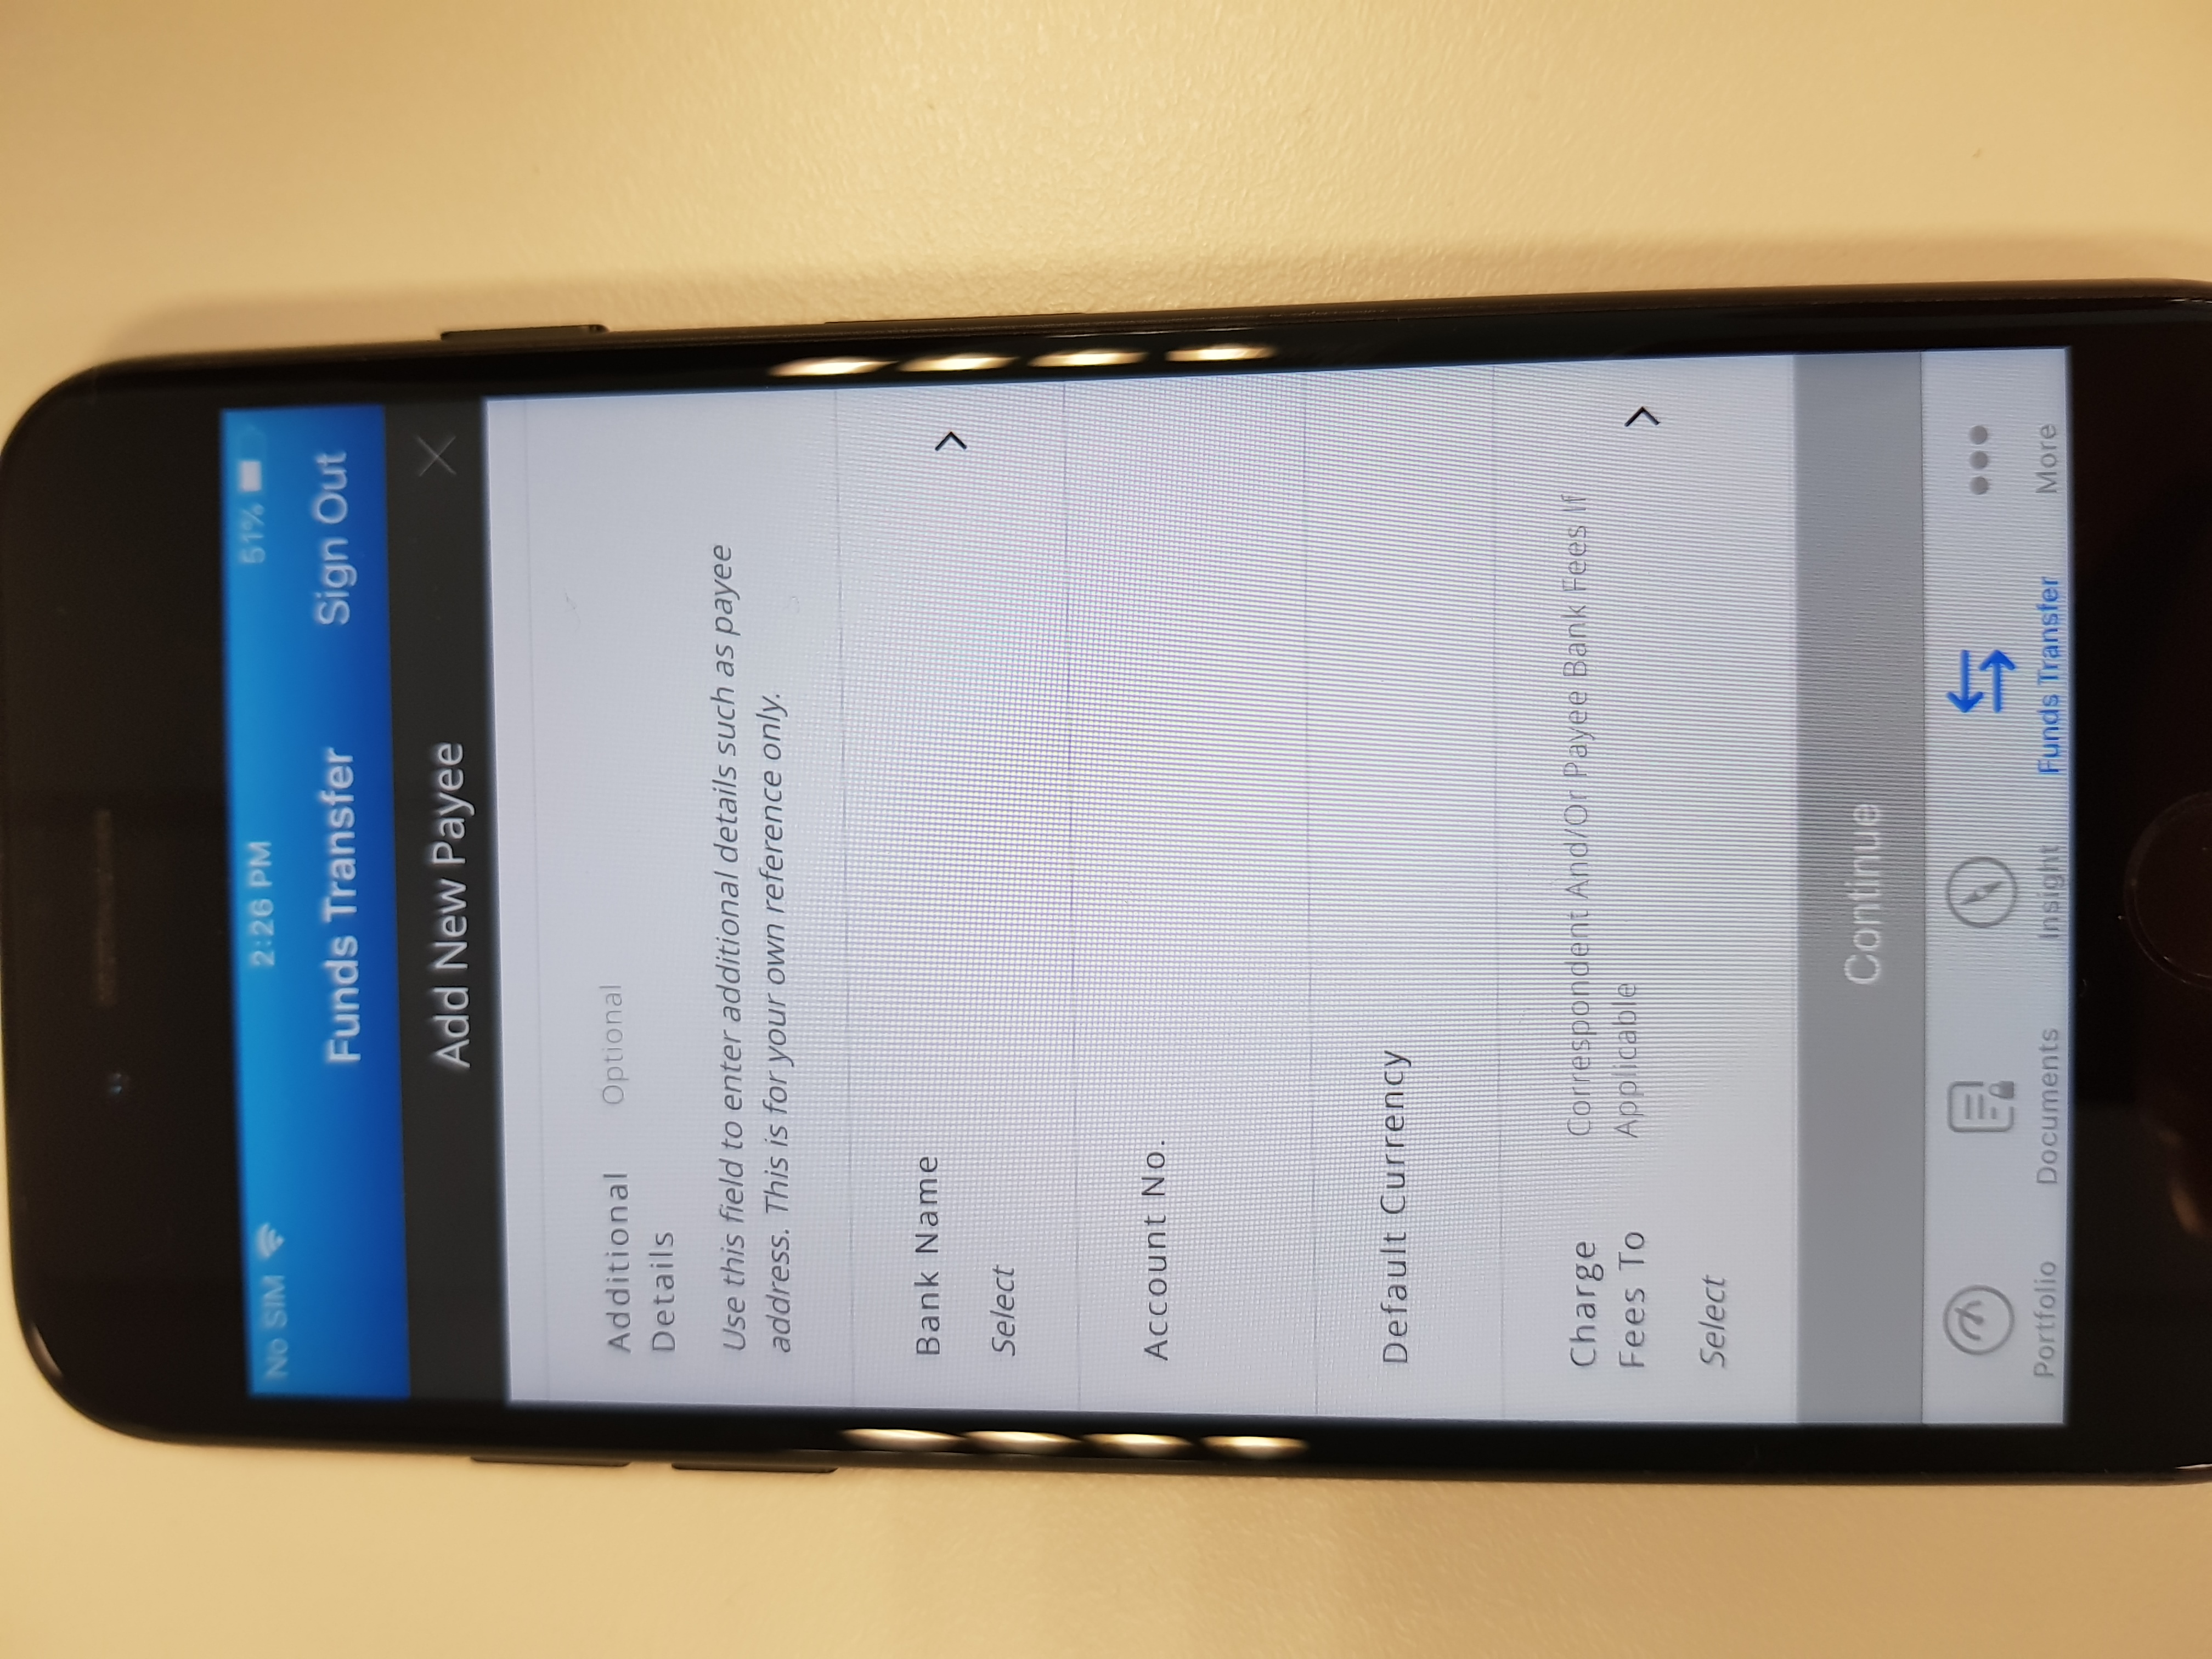 No SIM 2:26 PM 51%
Funds Transfer Sign Out
Add New Payee
Additional Optional
Details
Use this field to enter additional details such as payee
address. This is for your own reference only.
Bank Name
Select
Account No.
Default Currency
Charge Correspondent And/Or Payee Bank Fees If
Fees To Applicable
Select
Continue
Portfolio Documents Insight Funds Transfer More